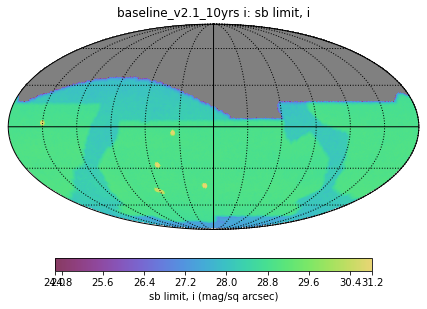 baseline_v2.1_10yrs i: sb limit, i
25.6 26.4 27.2 28.0 28.8 29.6 30.4 31.2
sb limit, i (mag/sq arcsec)